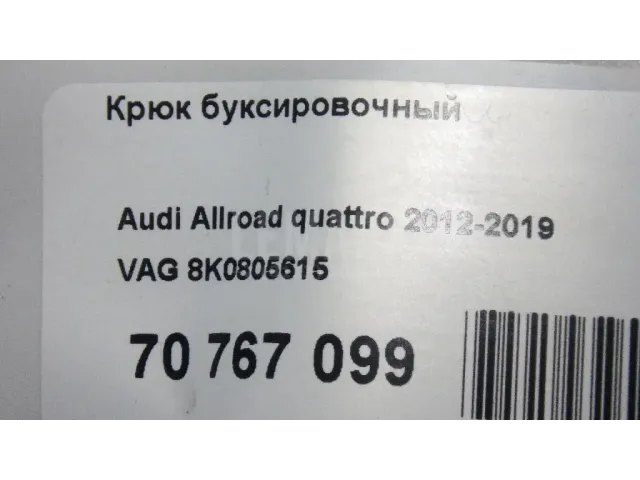 Крюк буксировочный
Audi Allroad quattro 2012-2019
VAG 8K0805615
70 767 099